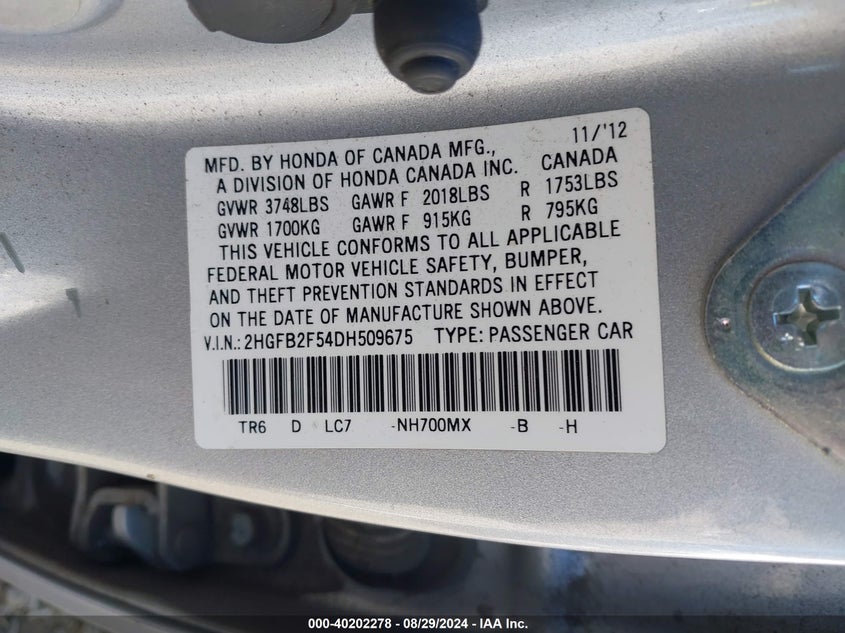 11/'12
MFD. BY HONDA OF CANADA MFG.,
A DIVISION OF HONDA CANADA INC. CANADA
GVWR 3748LBS GAWR F 2018LBS R 1753LBS
GVWR 1700KG GAWR F 915KG R 795KG
THIS VEHICLE CONFORMS TO ALL APPLICABLE
FEDERAL MOTOR VEHICLE SAFETY, BUMPER,
AND THEFT PREVENTION STANDARDS IN EFFECT
ON THE DATE OF MANUFACTURE SHOWN ABOVE.
V.I.N.: 2HGFB2F54DH509675 TYPE: PASSENGER CAR
TR6 D LC7 -NH700MX -B -H
000-40202278 - 08/29/2024 - IAA Inc.